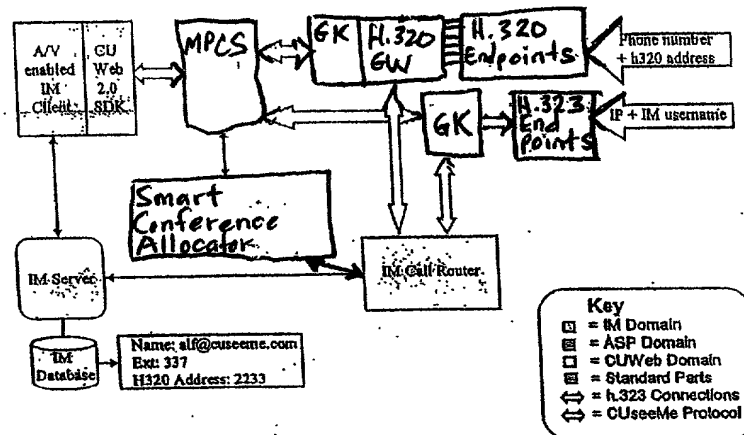 A/V
enabled
IM
Client
CU
Web
2.0
SDK
MPCS
GK
H.320
GW
H.320
Endpoints
Phone number
+ h320 address
GK
H.323
End
points
IP + IM username
Smart
Conference
Allocator
IM Server
IM Call Router
IM
Database
Name: alf@cuseeme.com
Ext: 337
H320 Address: 2233
Key
= IM Domain
= ASP Domain
= CUWeb Domain
= Standard Parts
= h.323 Connections
= CUseeMe Protocol